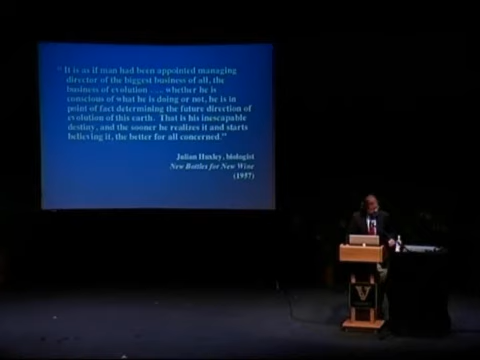 "It is as if man had been appointed managing
director of the biggest business of all, the
business of evolution . . . whether he is
conscious of what he is doing or not, he is in
point of fact determining the future direction of
evolution of this earth. That is his inescapable
destiny, and the sooner he realizes it and starts
believing it, the better for all concerned."
Julian Huxley, biologist
New Bottles for New Wine
(1957)
V